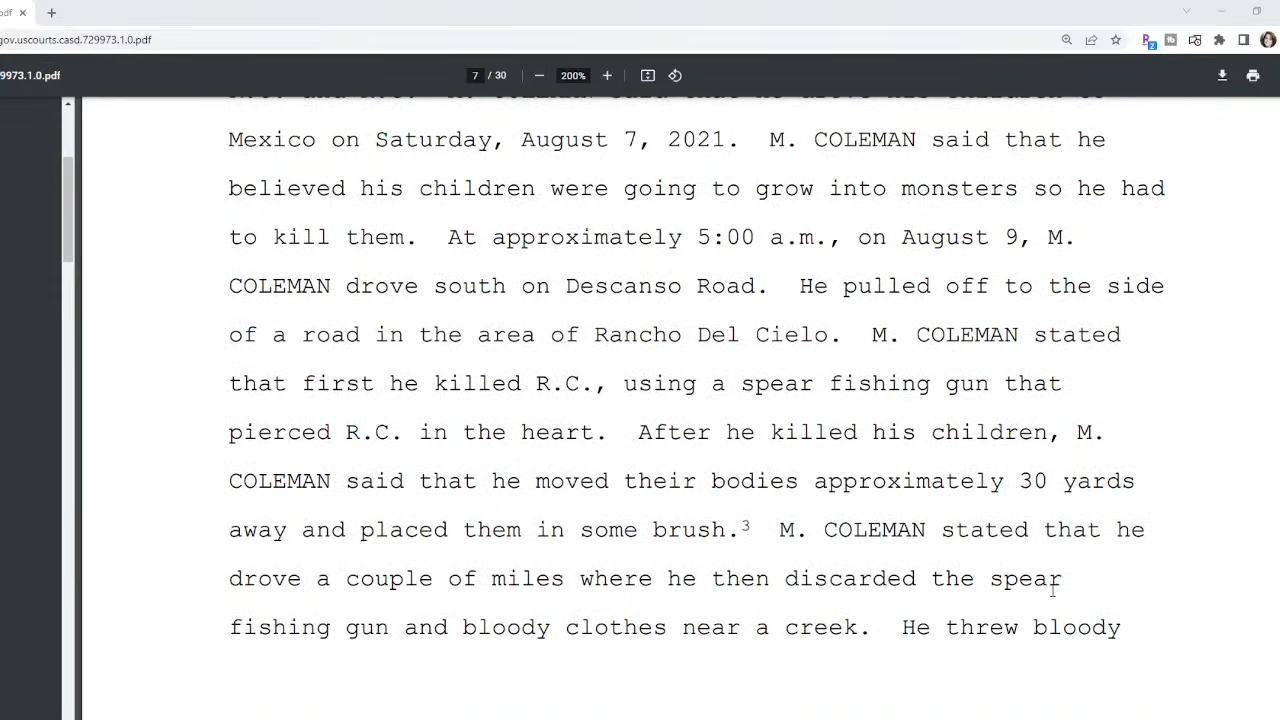 pdf
gov.uscourts.casd.729973.1.0.pdf
973.1.0.pdf
7 / 30
200%
Mexico on Saturday, August 7, 2021. M. COLEMAN said that he
believed his children were going to grow into monsters so he had
to kill them. At approximately 5:00 a.m., on August 9, M.
COLEMAN drove south on Descanso Road. He pulled off to the side
of a road in the area of Rancho Del Cielo. M. COLEMAN stated
that first he killed R.C., using a spear fishing gun that
pierced R.C. in the heart. After he killed his children, M.
COLEMAN said that he moved their bodies approximately 30 yards
away and placed them in some brush.³ M. COLEMAN stated that he
drove a couple of miles where he then discarded the spear
fishing gun and bloody clothes near a creek. He threw bloody